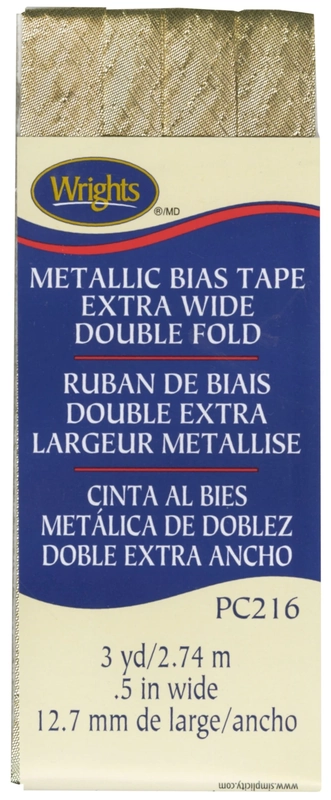 Wrights
®/MD
METALLIC BIAS TAPE
EXTRA WIDE
DOUBLE FOLD
RUBAN DE BIAIS
DOUBLE EXTRA
LARGEUR METALLISE
CINTA AL BIES
METÁLICA DE DOBLEZ
DOBLE EXTRA ANCHO
PC216
3 yd/2.74 m
.5 in wide
12.7 mm de large/ancho
www.simplicity.com